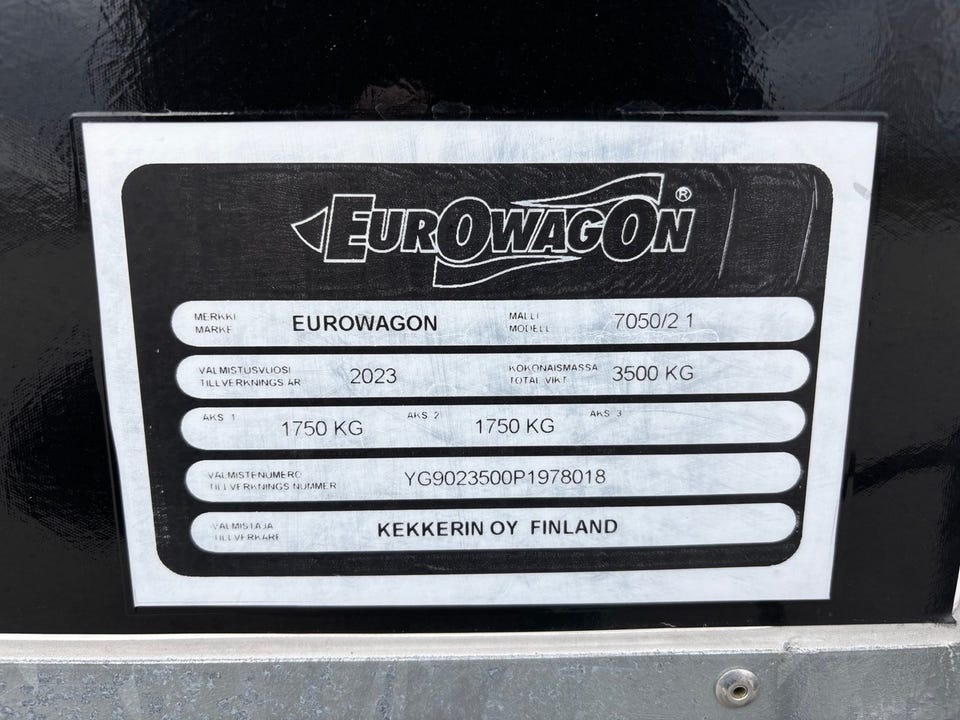 EUROWAGON®
MERKKI MALLI
MARKE EUROWAGON MODELL 7050/2 1
VALMISTUSVUOSI KOKONAISMASSA
TILLVERKNINGS ÅR 2023 TOTAL VIKT 3500 KG
AKS 1 1750 KG AKS 2 1750 KG AKS 3
VALMISTENUMERO
TILLVERKNINGS NUMMER YG9023500P1978018
VALMISTAJA
TILLVERKARE KEKKERIN OY FINLAND